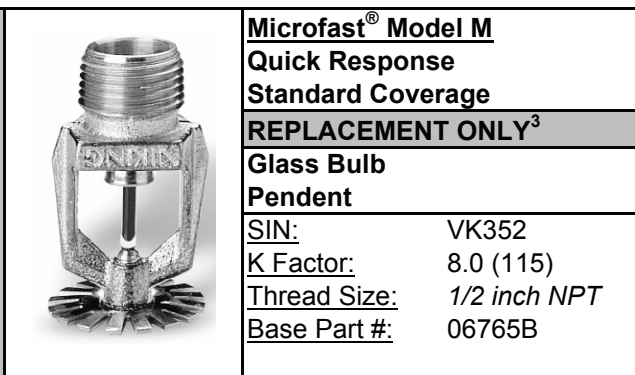 VIKING
Microfast® Model M
Quick Response
Standard Coverage
REPLACEMENT ONLY³
Glass Bulb
Pendent
SIN: VK352
K Factor: 8.0 (115)
Thread Size: 1/2 inch NPT
Base Part #: 06765B